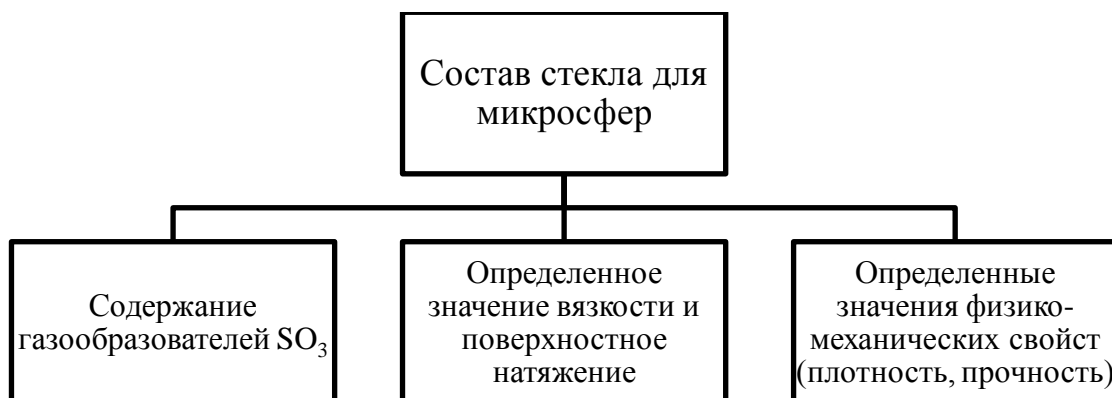 Состав стекла для
микросфер
Содержание
газообразователей SO₃
Определенное
значение вязкости и
поверхностное
натяжение
Определенные
значения физико-
механических свойст
(плотность, прочность)